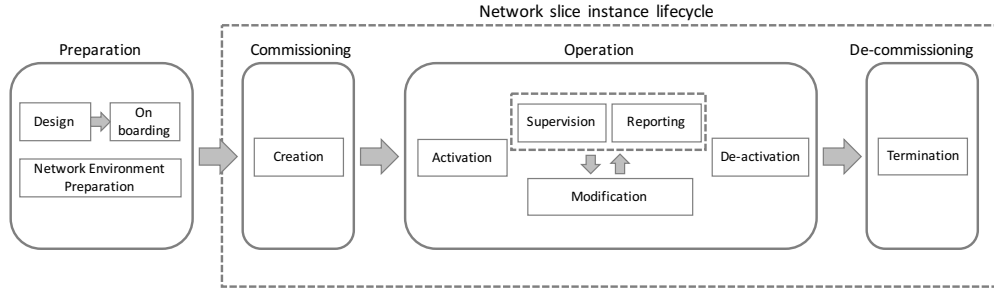 Network slice instance lifecycle
Preparation
Commissioning
Operation
De-commissioning
Design
On
boarding
Network Environment
Preparation
Creation
Activation
Supervision
Reporting
Modification
De-activation
Termination